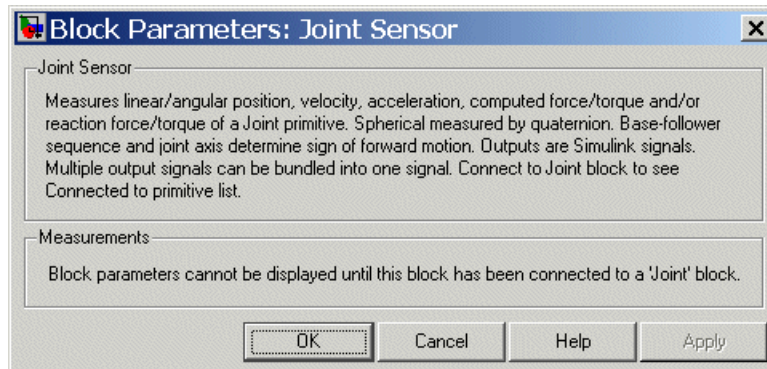 Block Parameters: Joint Sensor
Joint Sensor
Measures linear/angular position, velocity, acceleration, computed force/torque and/or
reaction force/torque of a Joint primitive. Spherical measured by quaternion. Base-follower
sequence and joint axis determine sign of forward motion. Outputs are Simulink signals.
Multiple output signals can be bundled into one signal. Connect to Joint block to see
Connected to primitive list.
Measurements
Block parameters cannot be displayed until this block has been connected to a 'Joint' block.
OK Cancel Help Apply